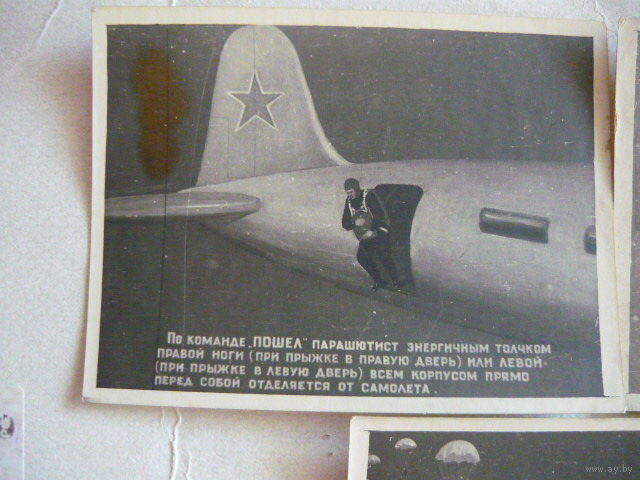 По команде „ПОШЕЛ" парашютист энергичным толчком
правой ноги (при прыжке в правую дверь) или левой-
(при прыжке в левую дверь) всем корпусом прямо
перед собой отделяется от самолета.
www.ay.by